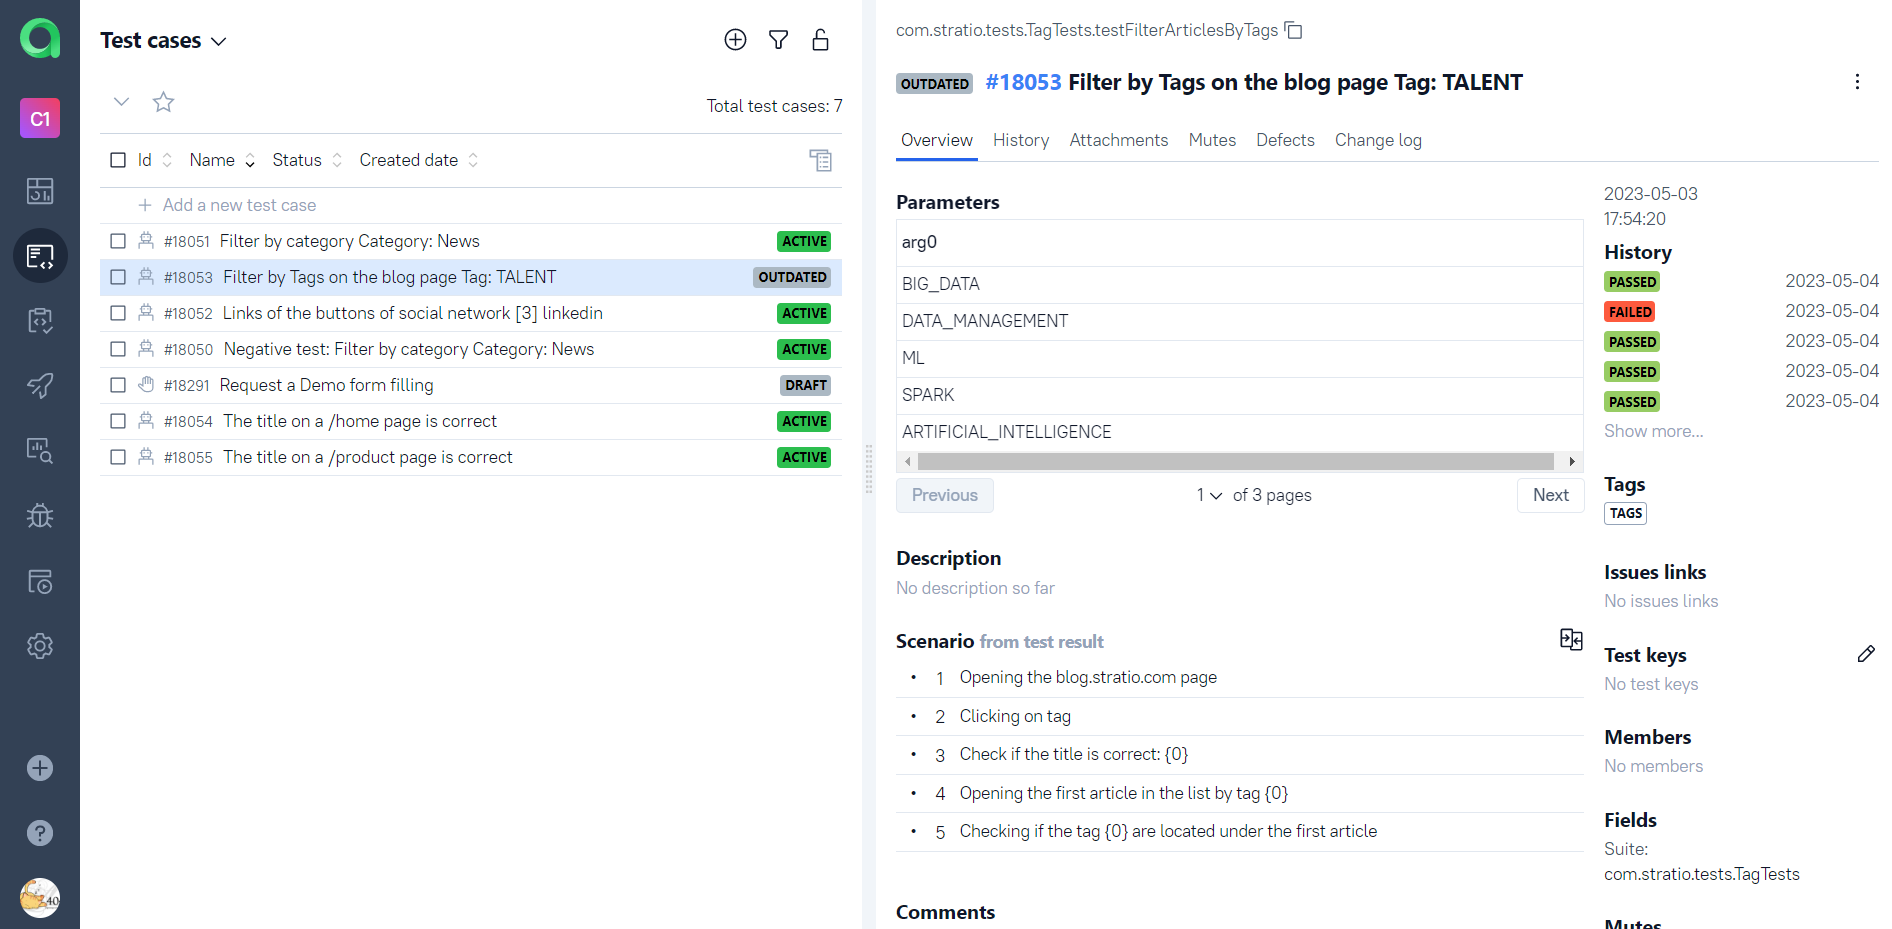 C1
40
Test cases
Total test cases: 7
Id Name Status Created date
Add a new test case
#18051 Filter by category Category: News ACTIVE
#18053 Filter by Tags on the blog page Tag: TALENT OUTDATED
#18052 Links of the buttons of social network [3] linkedin ACTIVE
#18050 Negative test: Filter by category Category: News ACTIVE
#18291 Request a Demo form filling DRAFT
#18054 The title on a /home page is correct ACTIVE
#18055 The title on a /product page is correct ACTIVE
com.stratio.tests.TagTests.testFilterArticlesByTags
OUTDATED #18053 Filter by Tags on the blog page Tag: TALENT
Overview History Attachments Mutes Defects Change log
Parameters
arg0
BIG_DATA
DATA_MANAGEMENT
ML
SPARK
ARTIFICIAL_INTELLIGENCE
Previous 1 of 3 pages Next
Description
No description so far
Scenario from test result
• 1 Opening the blog.stratio.com page
• 2 Clicking on tag
• 3 Check if the title is correct: {0}
• 4 Opening the first article in the list by tag {0}
• 5 Checking if the tag {0} are located under the first article
Comments
2023-05-03
17:54:20
History
PASSED 2023-05-04
FAILED 2023-05-04
PASSED 2023-05-04
PASSED 2023-05-04
PASSED 2023-05-04
Show more...
Tags
TAGS
Issues links
No issues links
Test keys
No test keys
Members
No members
Fields
Suite:
com.stratio.tests.TagTests
Mutes